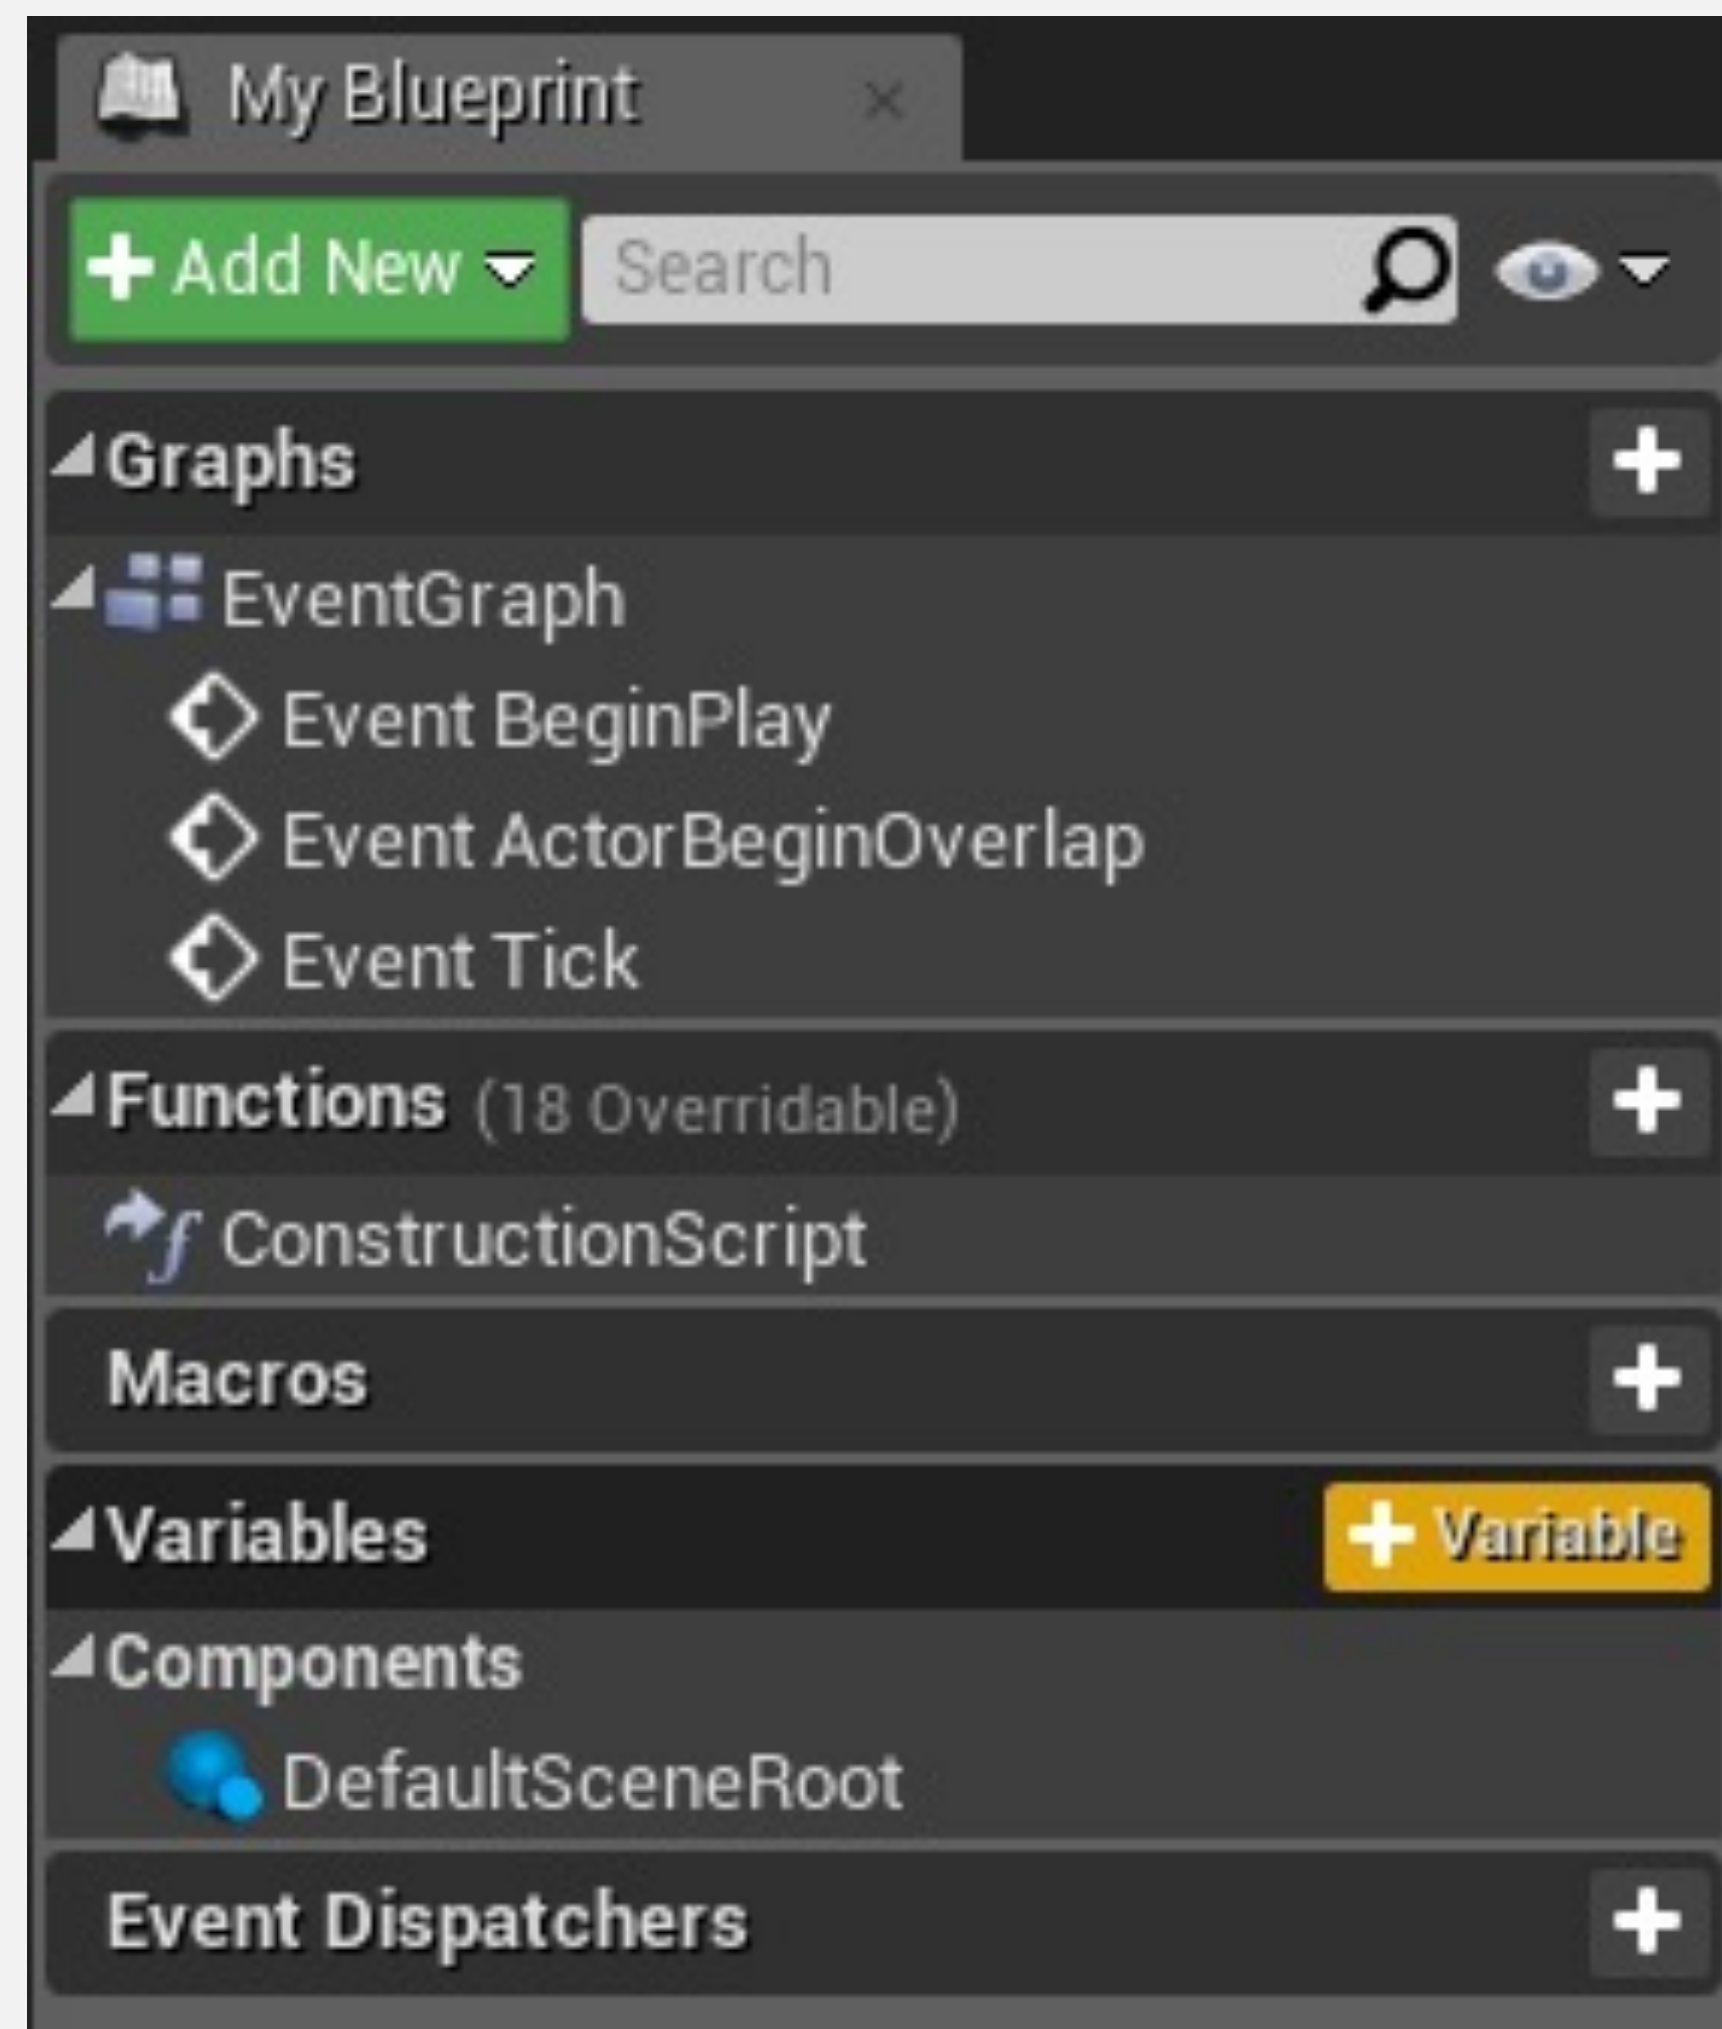 My Blueprint
Add New Search
Graphs
EventGraph
Event BeginPlay
Event ActorBeginOverlap
Event Tick
Functions (18 Overridable)
ConstructionScript
Macros
Variables + Variable
Components
DefaultSceneRoot
Event Dispatchers